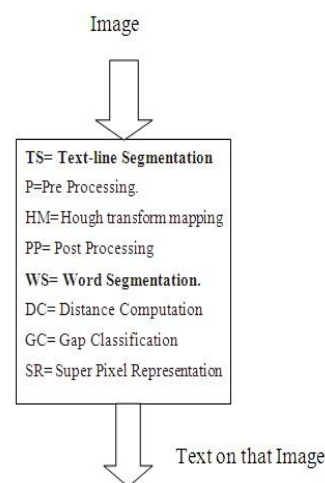 Image
TS= Text-line Segmentation
P=Pre Processing.
HM=Hough transform mapping
PP= Post Processing
WS= Word Segmentation.
DC= Distance Computation
GC= Gap Classification
SR= Super Pixel Representation
Text on that Image